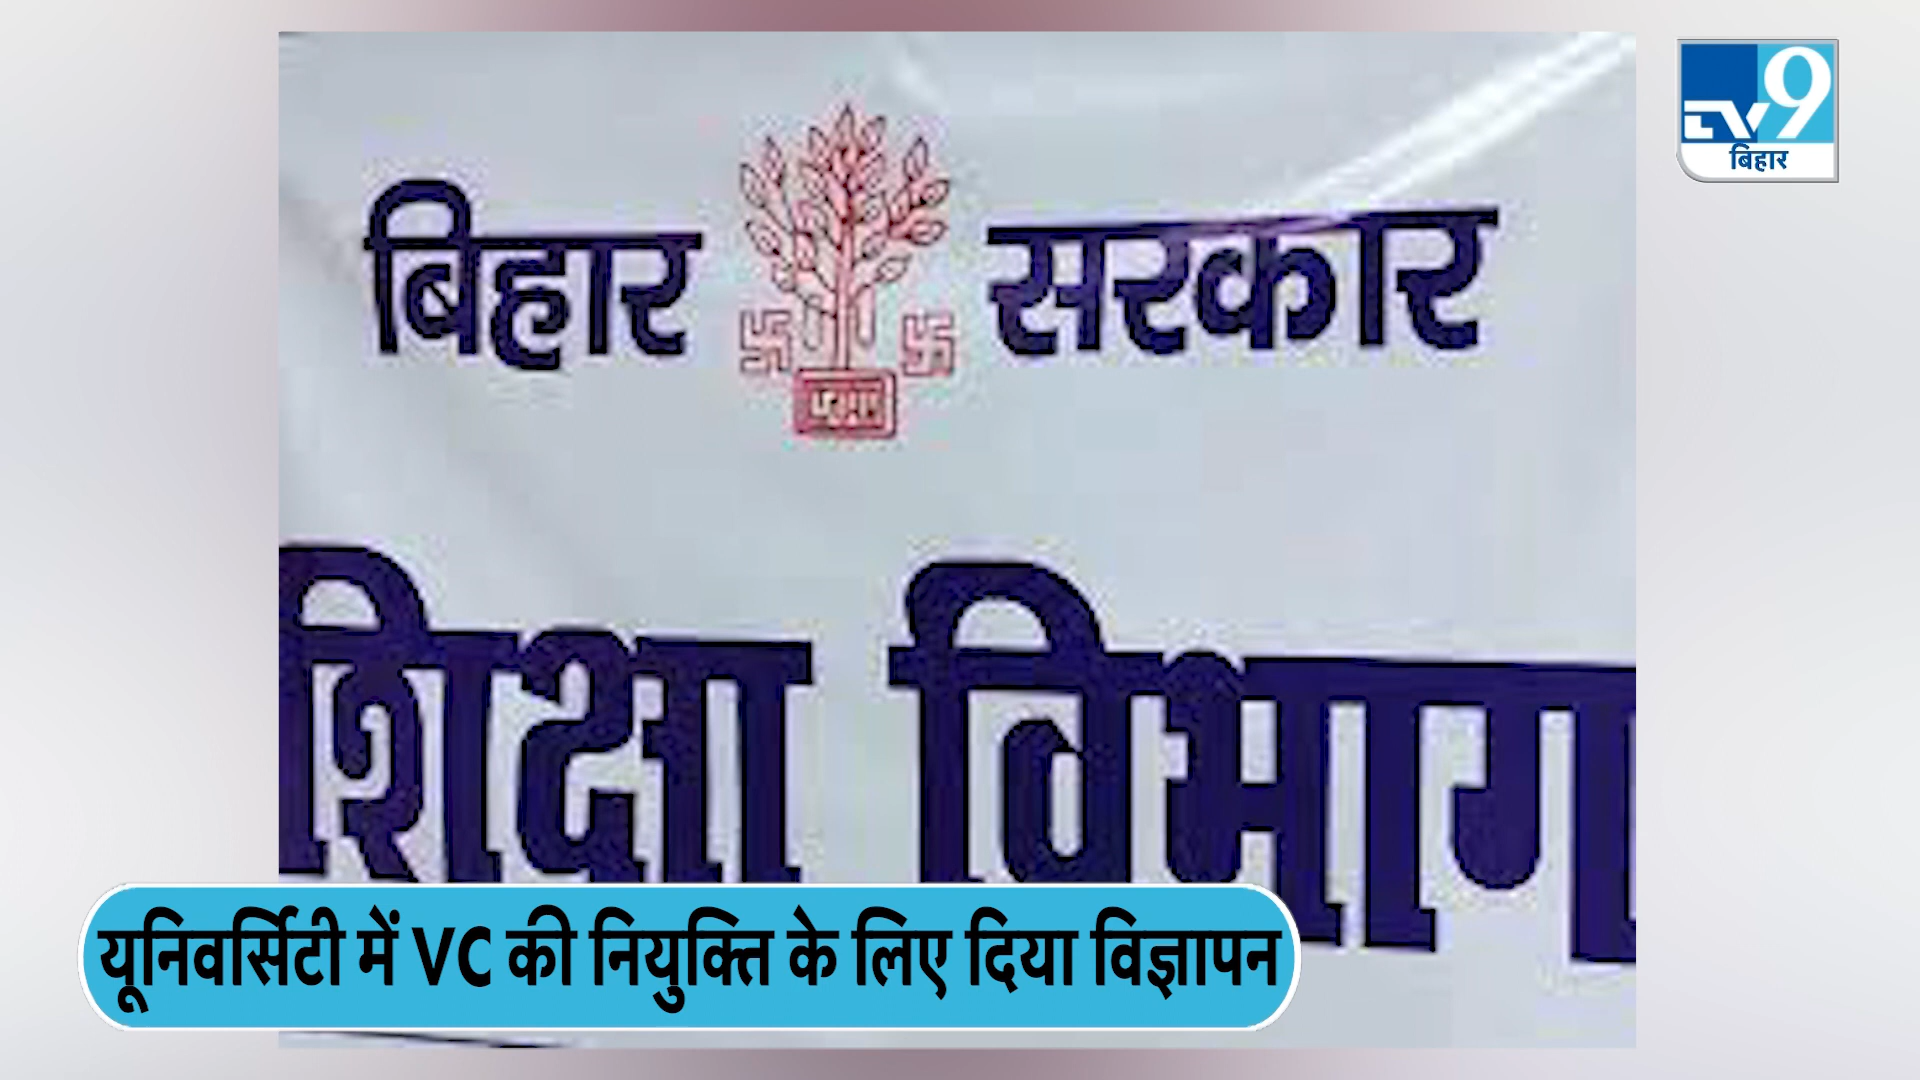 TV9
बिहार
बिहार सरकार
शिक्षा विभाग
यूनिवर्सिटी में VC की नियुक्ति के लिए दिया विज्ञापन